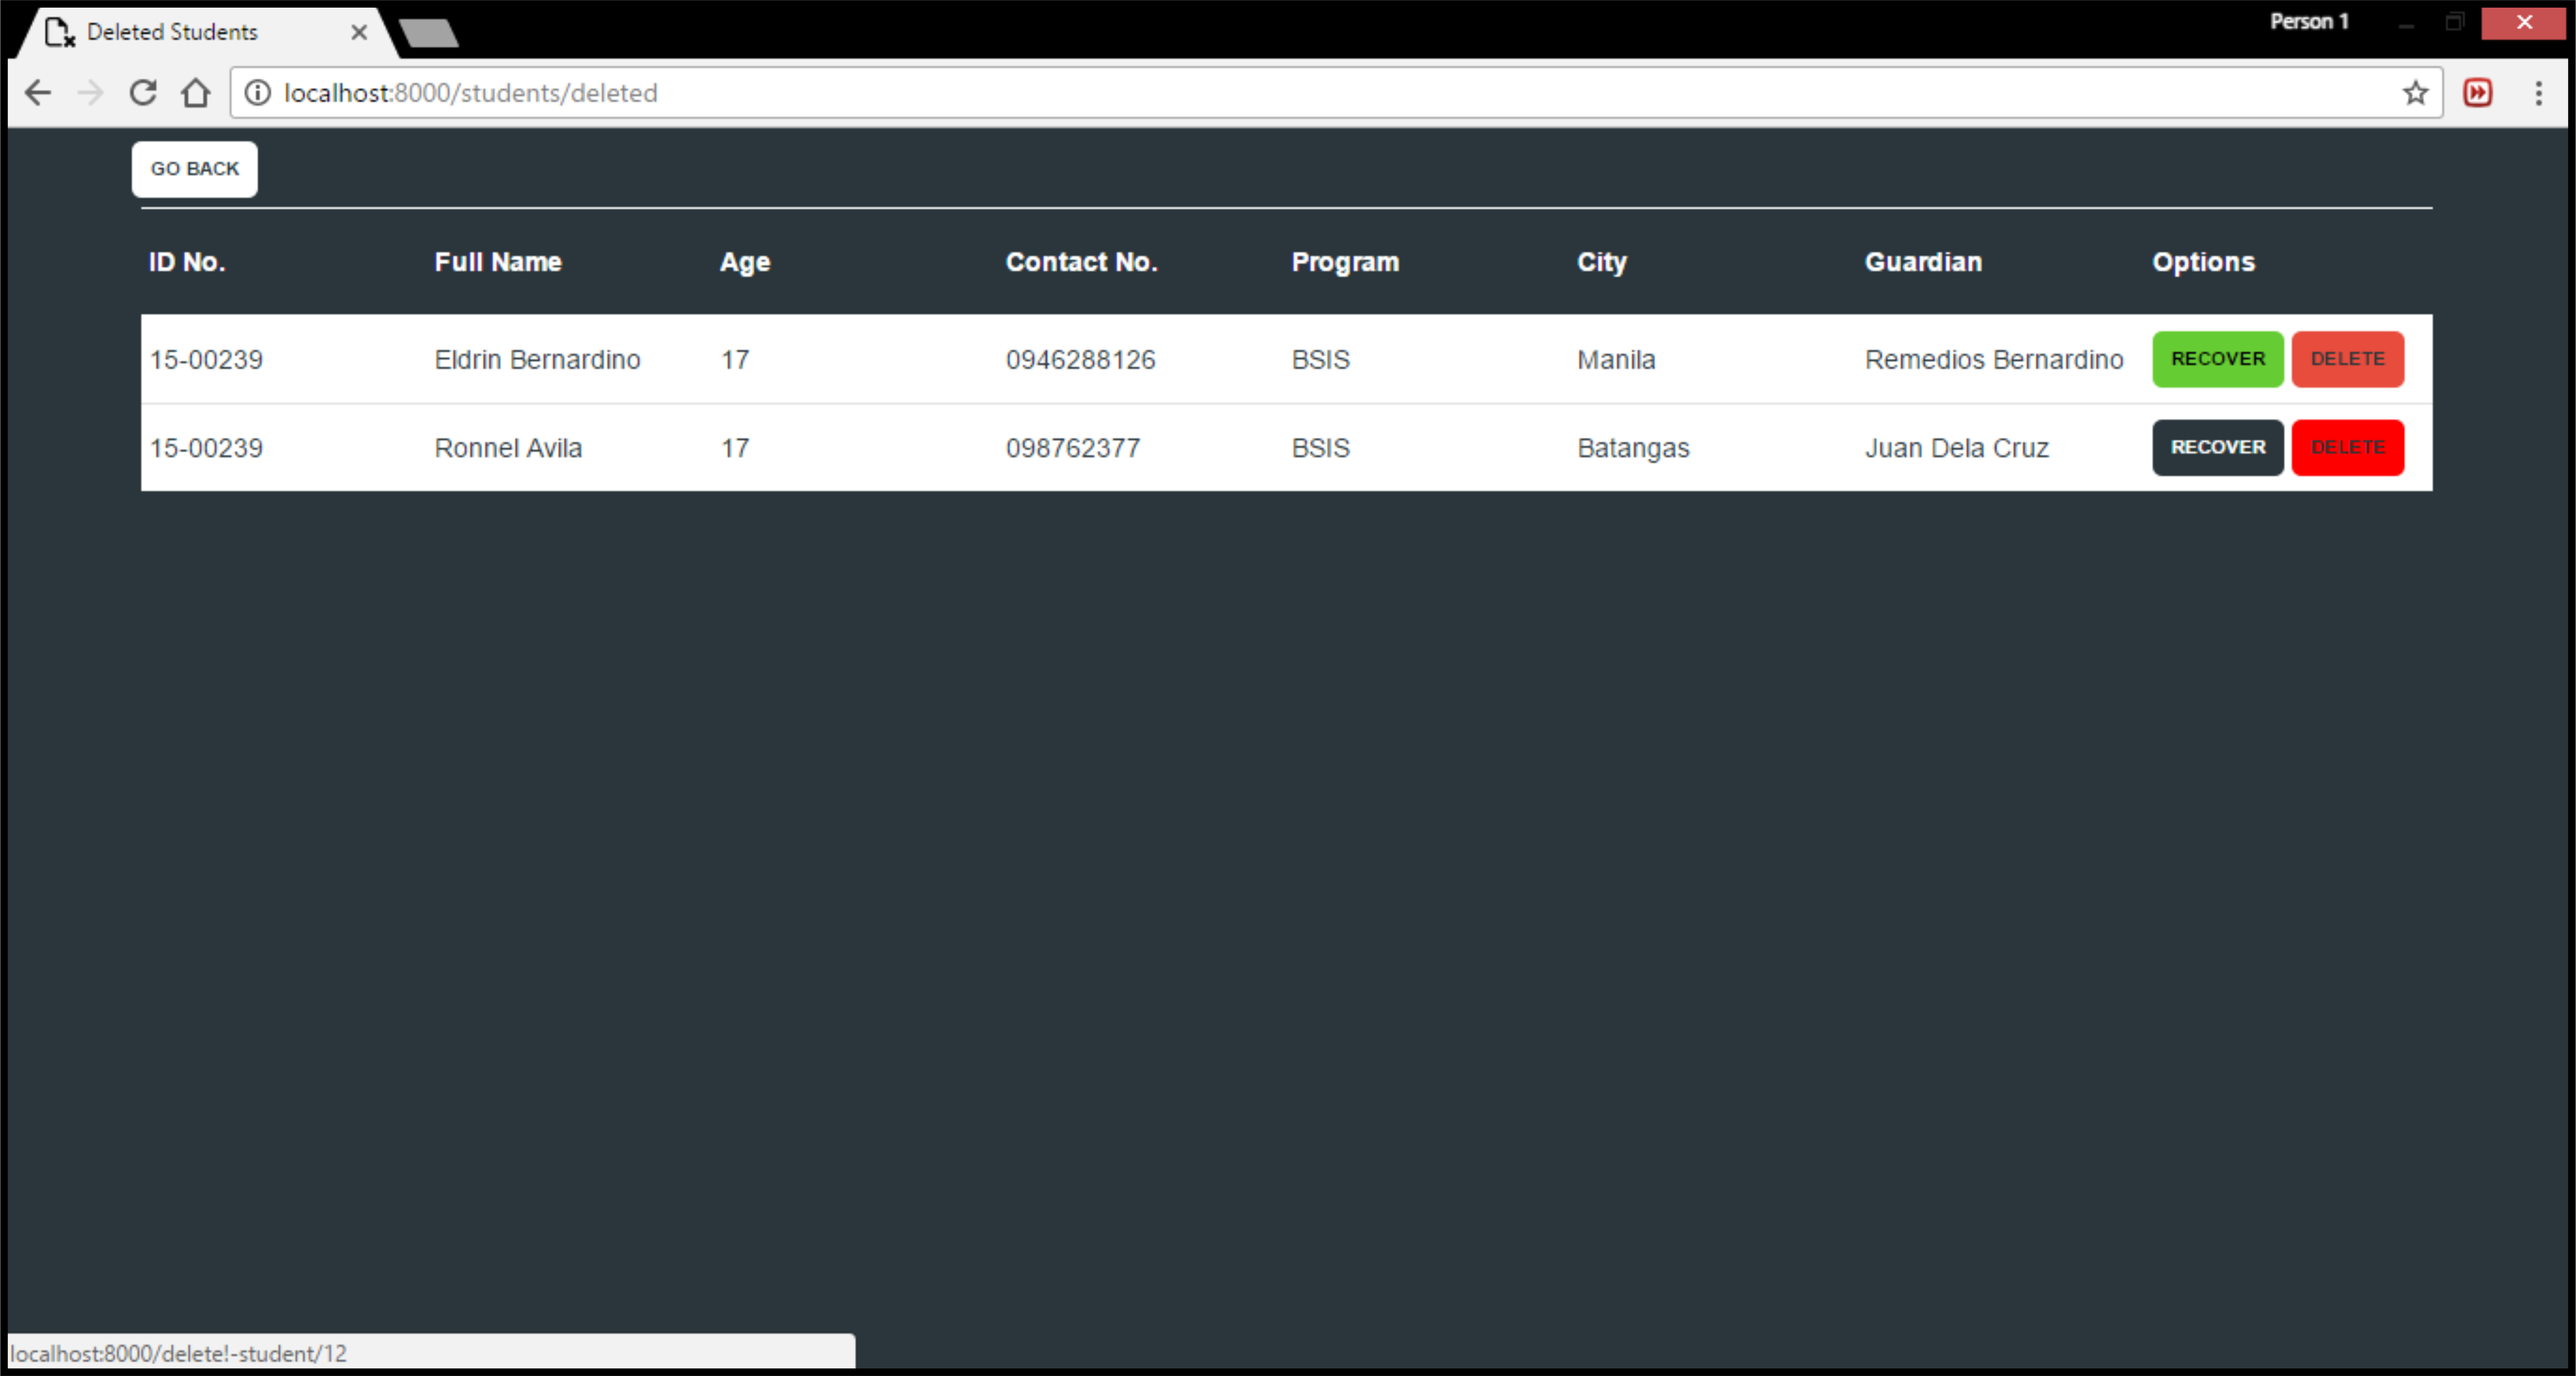 Deleted Students
Person 1
localhost:8000/students/deleted
GO BACK
ID No. Full Name Age Contact No. Program City Guardian Options
15-00239 Eldrin Bernardino 17 0946288126 BSIS Manila Remedios Bernardino RECOVER DELETE
15-00239 Ronnel Avila 17 098762377 BSIS Batangas Juan Dela Cruz RECOVER DELETE
localhost:8000/delete!-student/12